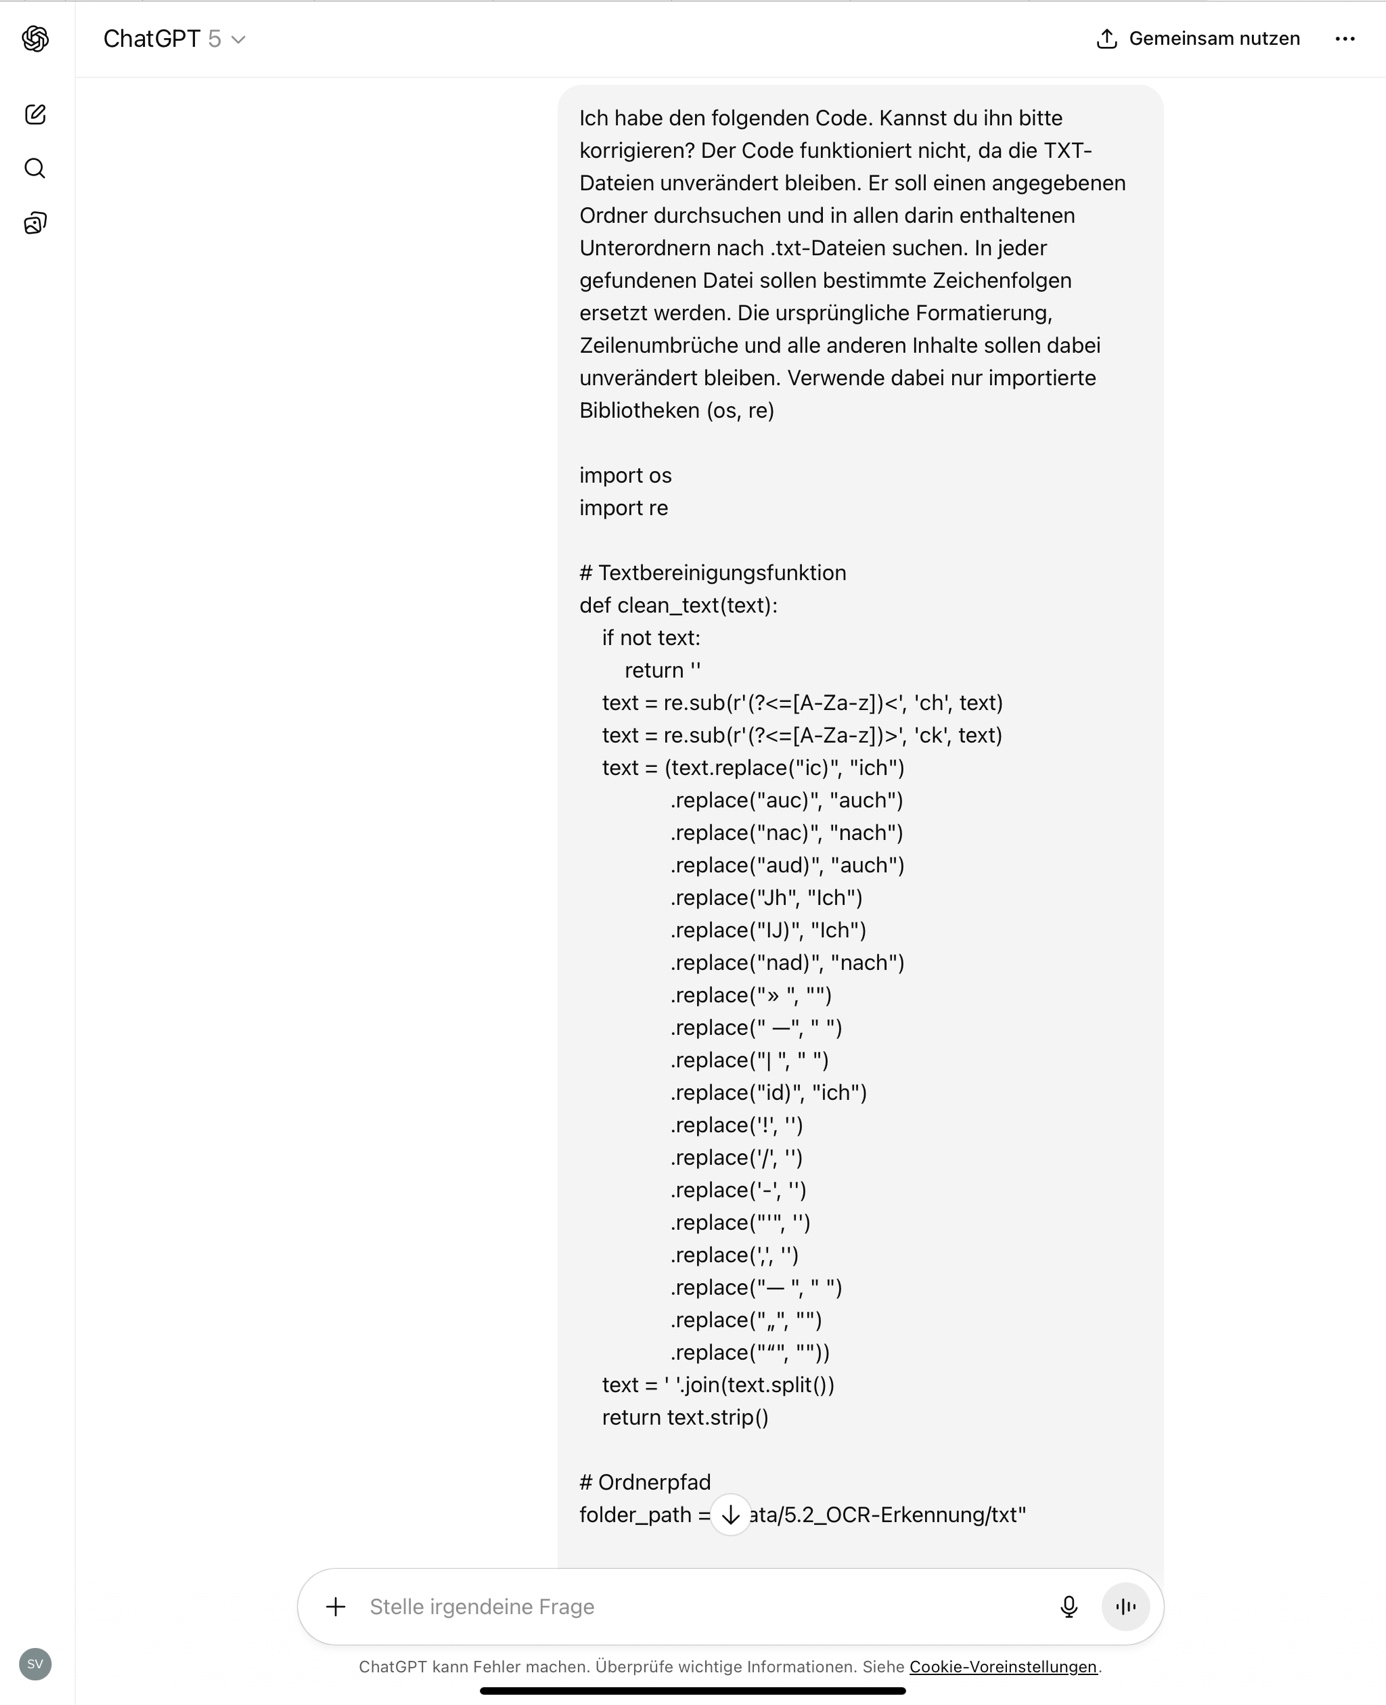 ChatGPT 5
Gemeinsam nutzen
Ich habe den folgenden Code. Kannst du ihn bitte
korrigieren? Der Code funktioniert nicht, da die TXT-
Dateien unverändert bleiben. Er soll einen angegebenen
Ordner durchsuchen und in allen darin enthaltenen
Unterordnern nach .txt-Dateien suchen. In jeder
gefundenen Datei sollen bestimmte Zeichenfolgen
ersetzt werden. Die ursprüngliche Formatierung,
Zeilenumbrüche und alle anderen Inhalte sollen dabei
unverändert bleiben. Verwende dabei nur importierte
Bibliotheken (os, re)
import os
import re
# Textbereinigungsfunktion
def clean_text(text):
    if not text:
        return ''
    text = re.sub(r'(?<=[A-Za-z])<', 'ch', text)
    text = re.sub(r'(?<=[A-Za-z])>', 'ck', text)
    text = (text.replace("ic)", "ich")
                .replace("auc)", "auch")
                .replace("nac)", "nach")
                .replace("aud)", "auch")
                .replace("Jh", "Ich")
                .replace("IJ)", "Ich")
                .replace("nad)", "nach")
                .replace("» ", "")
                .replace(" —", " ")
                .replace("| ", " ")
                .replace("id)", "ich")
                .replace('!', '')
                .replace('/', '')
                .replace('-', '')
                .replace("'", '')
                .replace(',', '')
                .replace("— ", " ")
                .replace("„", "")
                .replace("“", ""))
    text = ' '.join(text.split())
    return text.strip()
# Ordnerpfad
folder_path = ata/5.2_OCR-Erkennung/txt"
Stelle irgendeine Frage
SV
ChatGPT kann Fehler machen. Überprüfe wichtige Informationen. Siehe Cookie-Voreinstellungen.